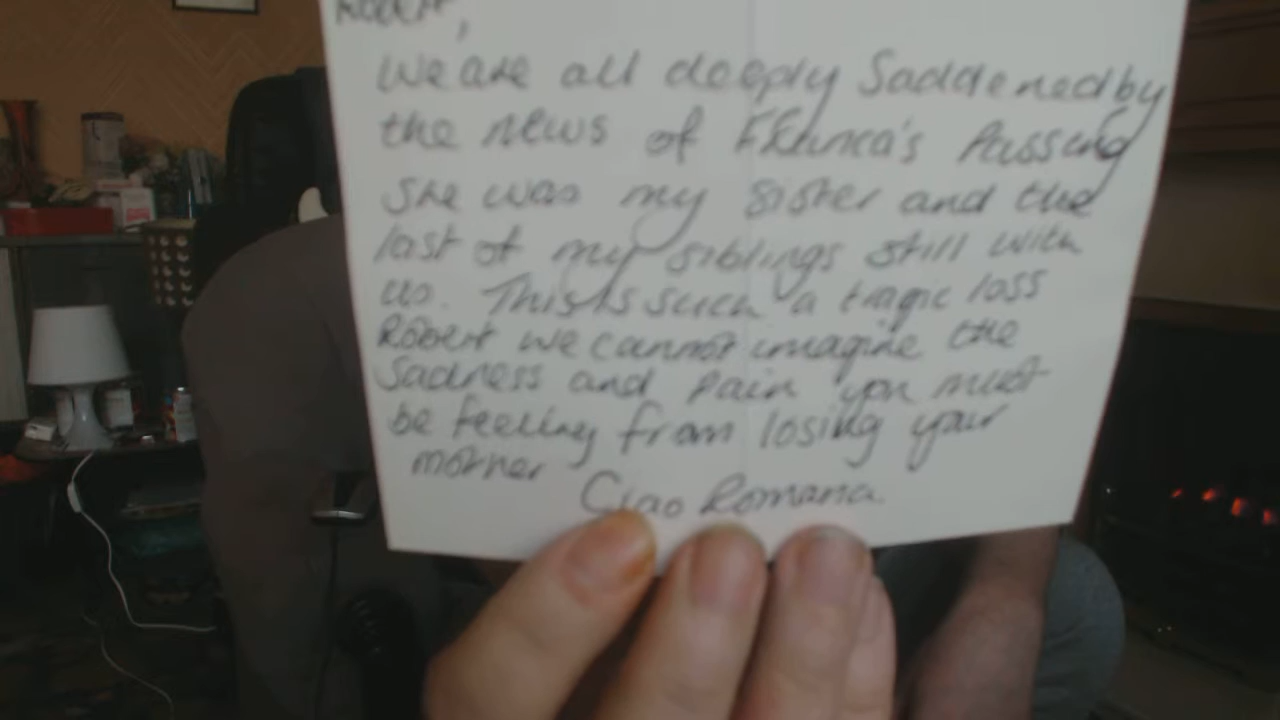 Robert,
We are all deeply Saddened by
the news of Franca's Passing
She was my sister and the
last of my siblings still with
us. This is such a tragic loss
Robert we cannot imagine the
Sadness and Pain you must
be feeling from losing your
mother
Ciao Romana.